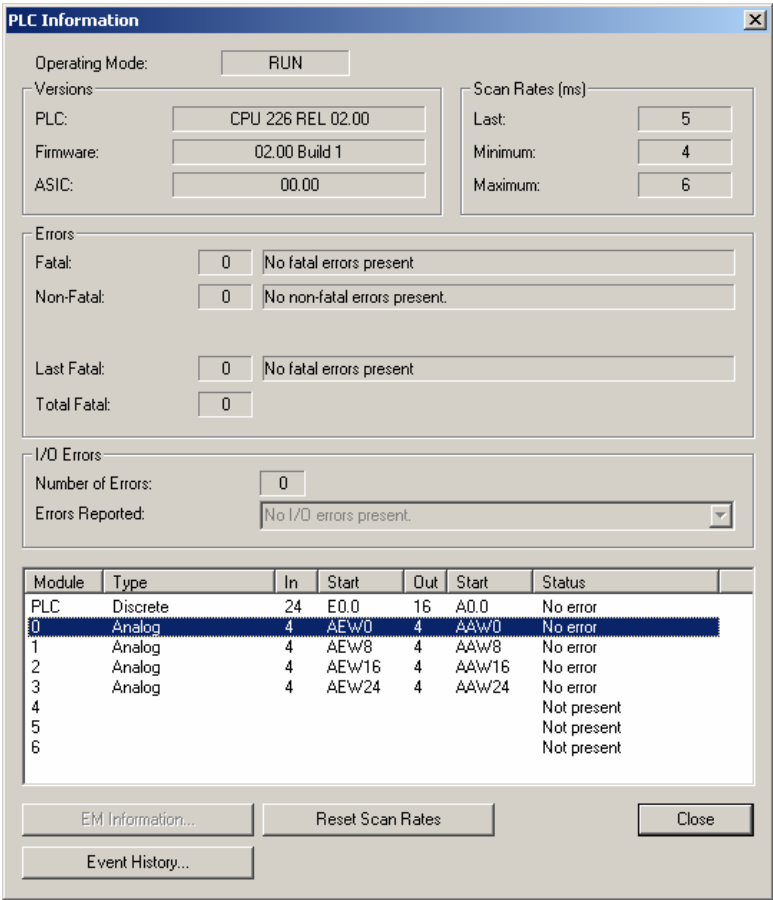 PLC Information
Operating Mode: RUN
Versions
PLC: CPU 226 REL 02.00
Firmware: 02.00 Build 1
ASIC: 00.00
Scan Rates (ms)
Last: 5
Minimum: 4
Maximum: 6
Errors
Fatal: 0 No fatal errors present
Non-Fatal: 0 No non-fatal errors present.
Last Fatal: 0 No fatal errors present
Total Fatal: 0
I/O Errors
Number of Errors: 0
Errors Reported: No I/O errors present.
Module Type In Start Out Start Status
PLC Discrete 24 E0.0 16 A0.0 No error
0 Analog 4 AEW0 4 AAW0 No error
1 Analog 4 AEW8 4 AAW8 No error
2 Analog 4 AEW16 4 AAW16 No error
3 Analog 4 AEW24 4 AAW24 No error
4 Not present
5 Not present
6 Not present
EM Information... Reset Scan Rates Close
Event History...